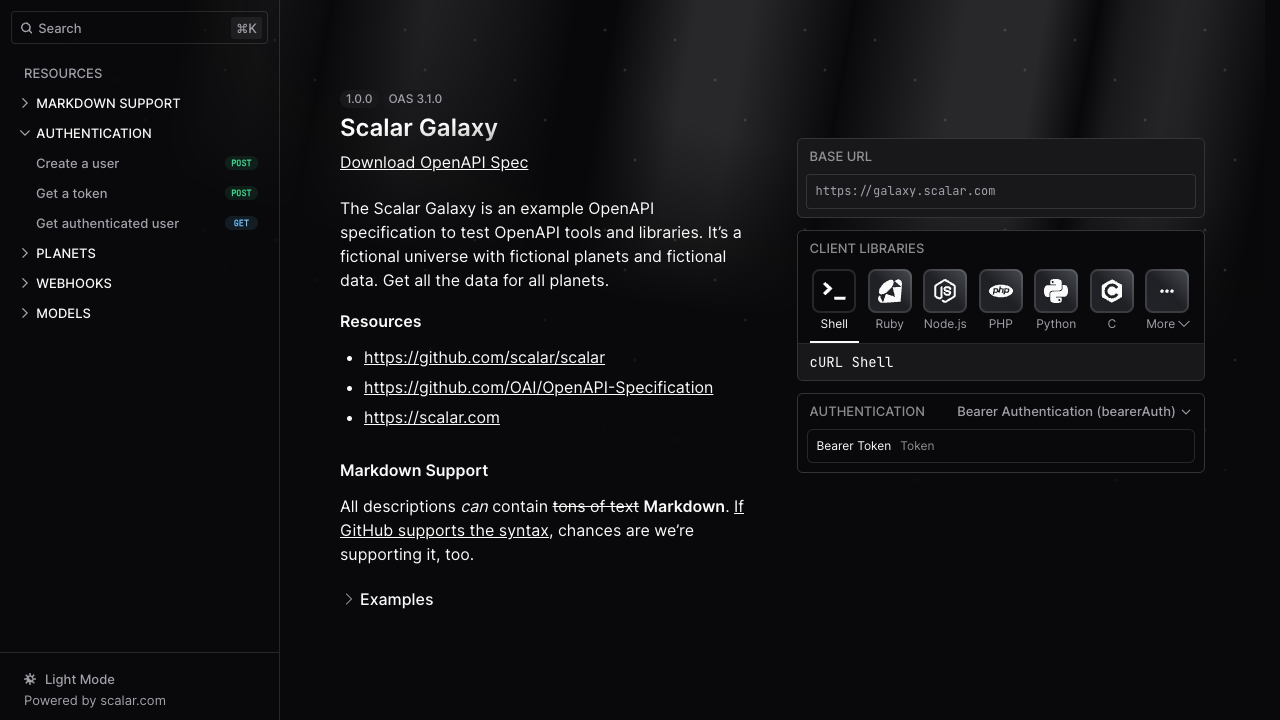 Search
⌘K
RESOURCES
MARKDOWN SUPPORT
AUTHENTICATION
Create a user POST
Get a token POST
Get authenticated user GET
PLANETS
WEBHOOKS
MODELS
Light Mode
Powered by scalar.com
1.0.0 OAS 3.1.0
Scalar Galaxy
Download OpenAPI Spec
The Scalar Galaxy is an example OpenAPI
specification to test OpenAPI tools and libraries. It’s a
fictional universe with fictional planets and fictional
data. Get all the data for all planets.
Resources
• https://github.com/scalar/scalar
• https://github.com/OAI/OpenAPI-Specification
• https://scalar.com
Markdown Support
All descriptions can contain tons of text Markdown. If
GitHub supports the syntax, chances are we’re
supporting it, too.
Examples
BASE URL
https://galaxy.scalar.com
CLIENT LIBRARIES
JS php
Shell Ruby Node.js PHP Python C More
cURL Shell
AUTHENTICATION Bearer Authentication (bearerAuth)
Bearer Token Token